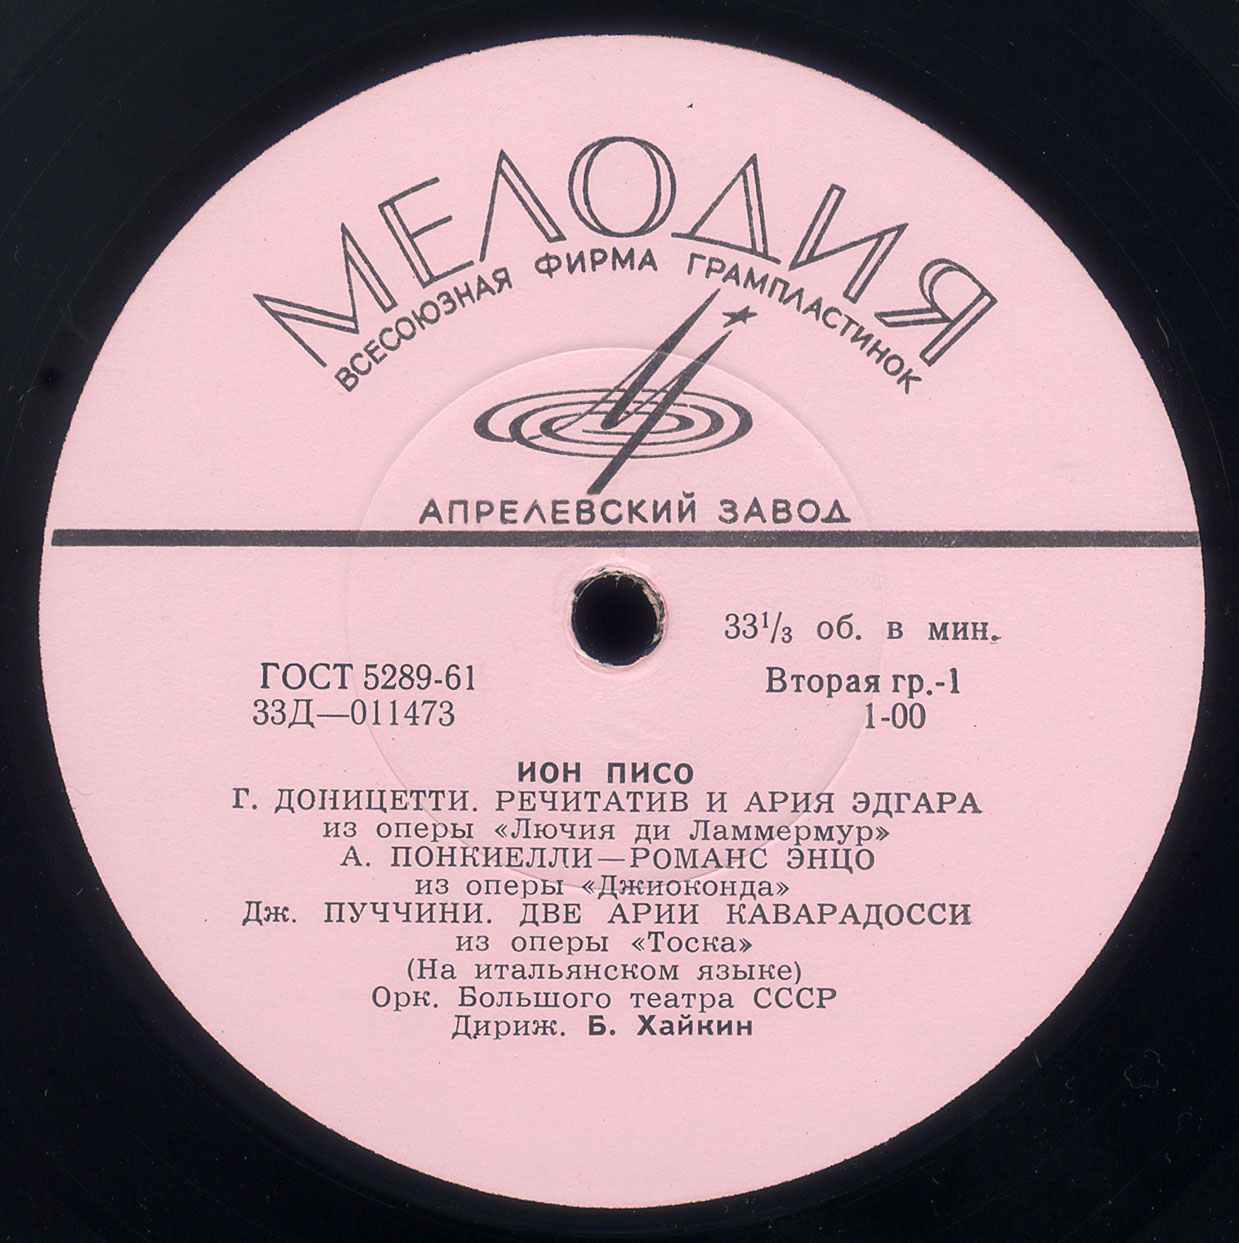 МЕЛОДИЯ
ВСЕСОЮЗНАЯ ФИРМА ГРАМПЛАСТИНОК
АПРЕЛЕВСКИЙ ЗАВОД
33⅓ об. в мин.
ГОСТ 5289-61
Вторая гр.-1
33Д—011473
1-00
ИОН ПИСО
Г. ДОНИЦЕТТИ. РЕЧИТАТИВ И АРИЯ ЭДГАРА
из оперы «Лючия ди Ламмермур»
А. ПОНКИЕЛЛИ—РОМАНС ЭНЦО
из оперы «Джиоконда»
Дж. ПУЧЧИНИ. ДВЕ АРИИ КАВАРАДОССИ
из оперы «Тоска»
(На итальянском языке)
Орк. Большого театра СССР
Дириж. Б. Хайкин